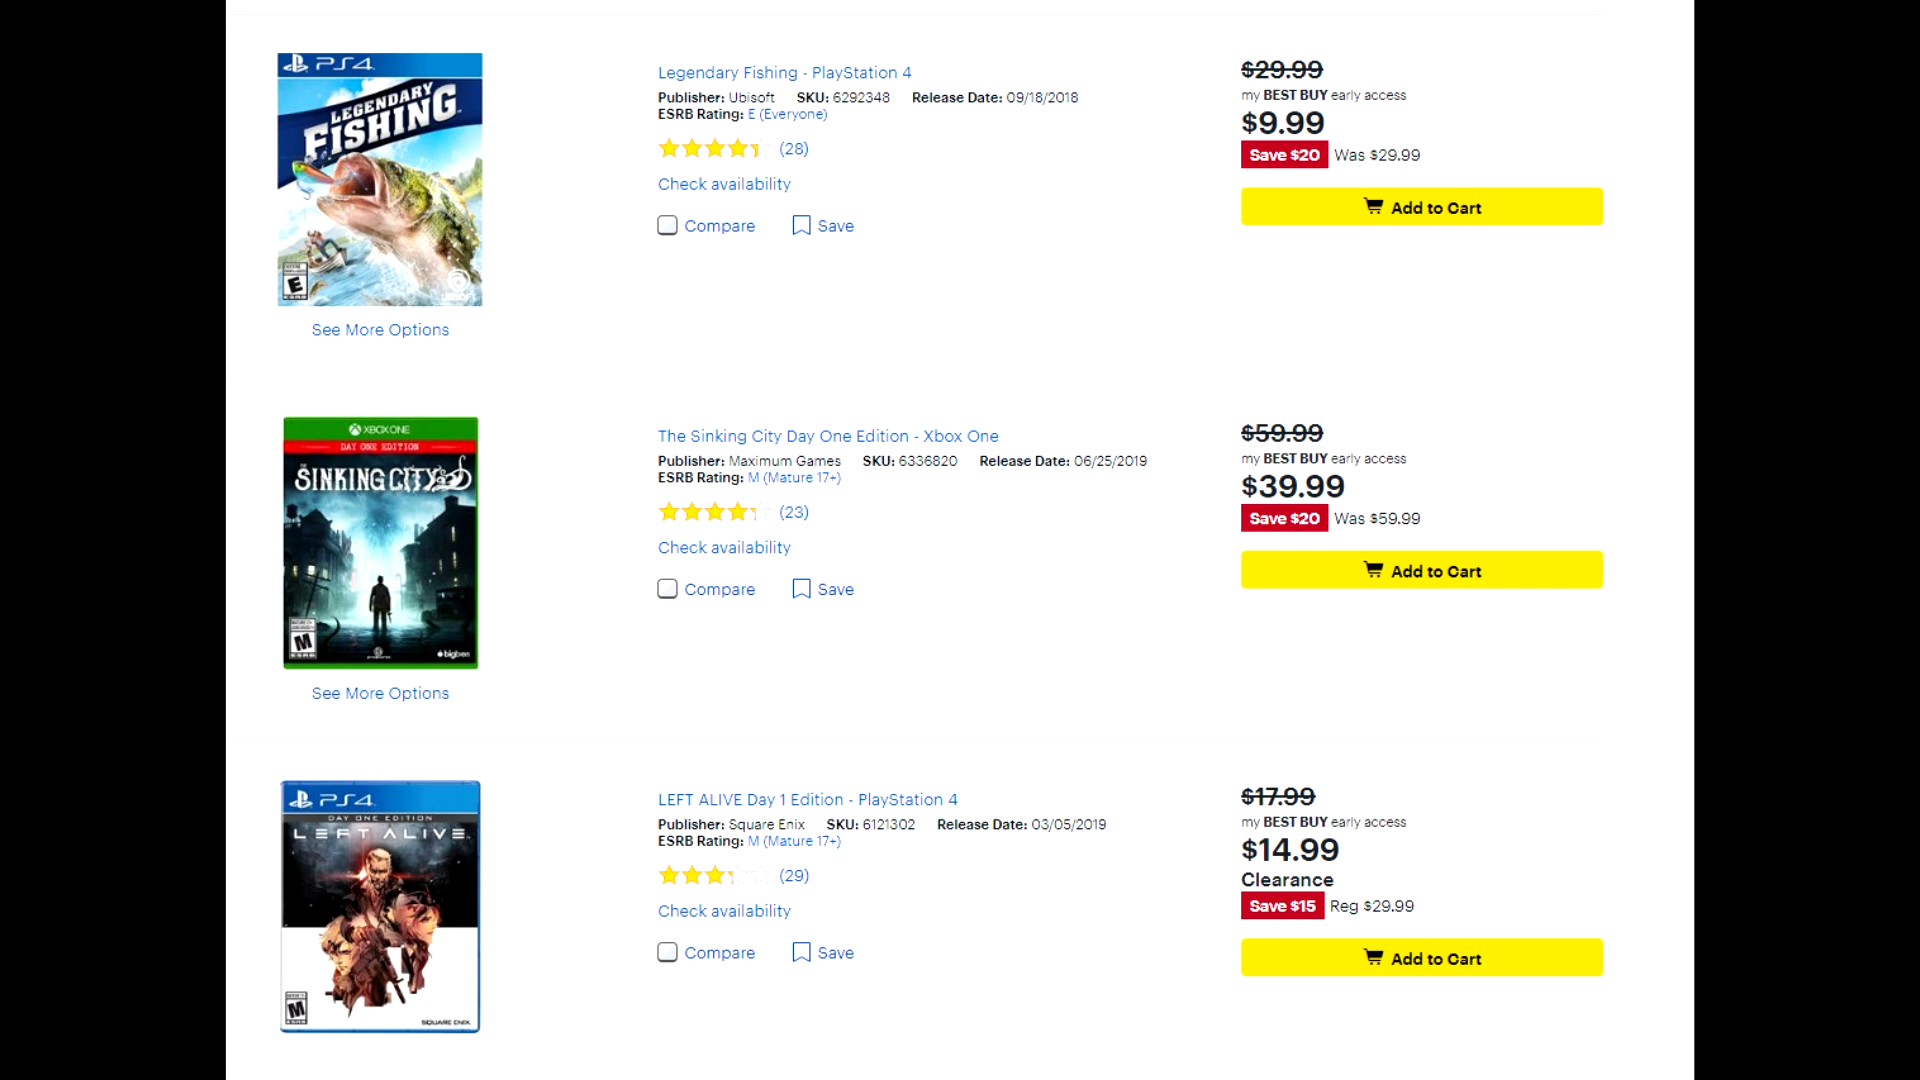 PS4
LEGENDARY
FISHING
E
See More Options
Legendary Fishing - PlayStation 4
Publisher: Ubisoft SKU: 6292348 Release Date: 09/18/2018
ESRB Rating: E (Everyone)
(28)
Check availability
Compare Save
$29.99
my BEST BUY early access
$9.99
Save $20 Was $29.99
Add to Cart
XBOX ONE
DAY ONE EDITION
THE SINKING CITY
M
bigben
See More Options
The Sinking City Day One Edition - Xbox One
Publisher: Maximum Games SKU: 6336820 Release Date: 06/25/2019
ESRB Rating: M (Mature 17+)
(23)
Check availability
Compare Save
$59.99
my BEST BUY early access
$39.99
Save $20 Was $59.99
Add to Cart
PS4
DAY ONE EDITION
LEFT ALIVE
M
SQUARE ENIX
LEFT ALIVE Day 1 Edition - PlayStation 4
Publisher: Square Enix SKU: 6121302 Release Date: 03/05/2019
ESRB Rating: M (Mature 17+)
(29)
Check availability
Compare Save
$17.99
my BEST BUY early access
$14.99
Clearance
Save $15 Reg $29.99
Add to Cart